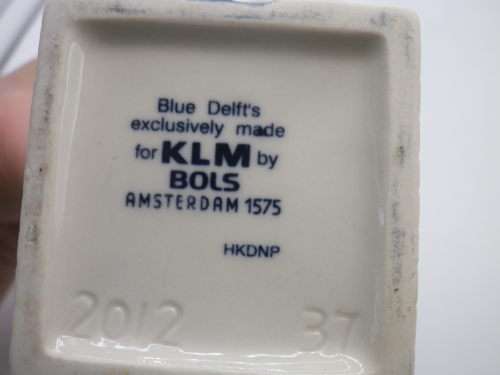 Blue Delft's
exclusively made
for KLM by
BOLS
AMSTERDAM 1575
HKDNP
2012 37